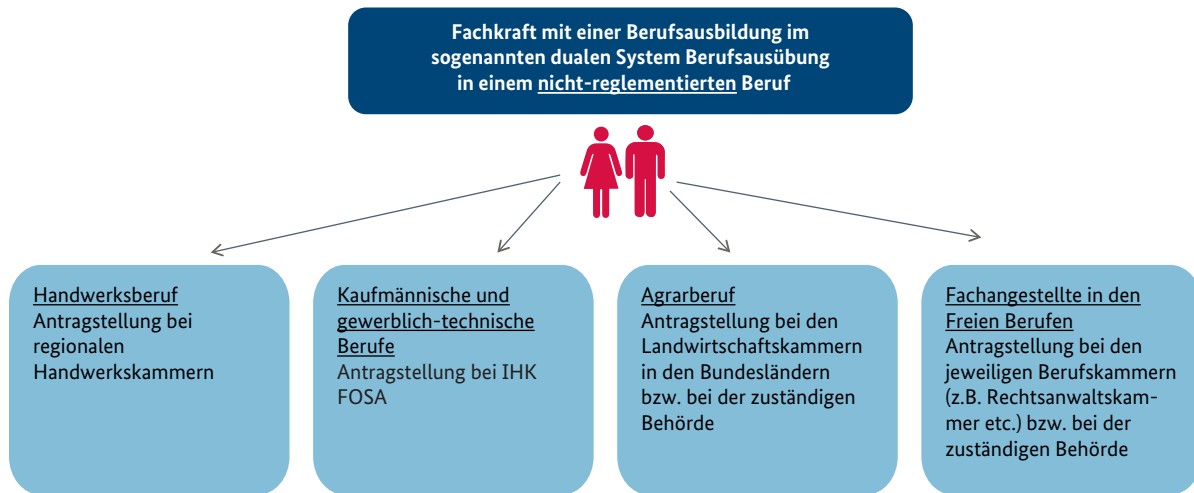 Fachkraft mit einer Berufsausbildung im
sogenannten dualen System Berufsausübung
in einem nicht-reglementierten Beruf
Handwerksberuf
Antragstellung bei
regionalen
Handwerkskammern
Kaufmännische und
gewerblich-technische
Berufe
Antragstellung bei IHK
FOSA
Agrarberuf
Antragstellung bei den
Landwirtschaftskammern
in den Bundesländern
bzw. bei der zuständigen
Behörde
Fachangestellte in den
Freien Berufen
Antragstellung bei den
jeweiligen Berufskammern
(z.B. Rechtsanwaltskam-
mer etc.) bzw. bei der
zuständigen Behörde